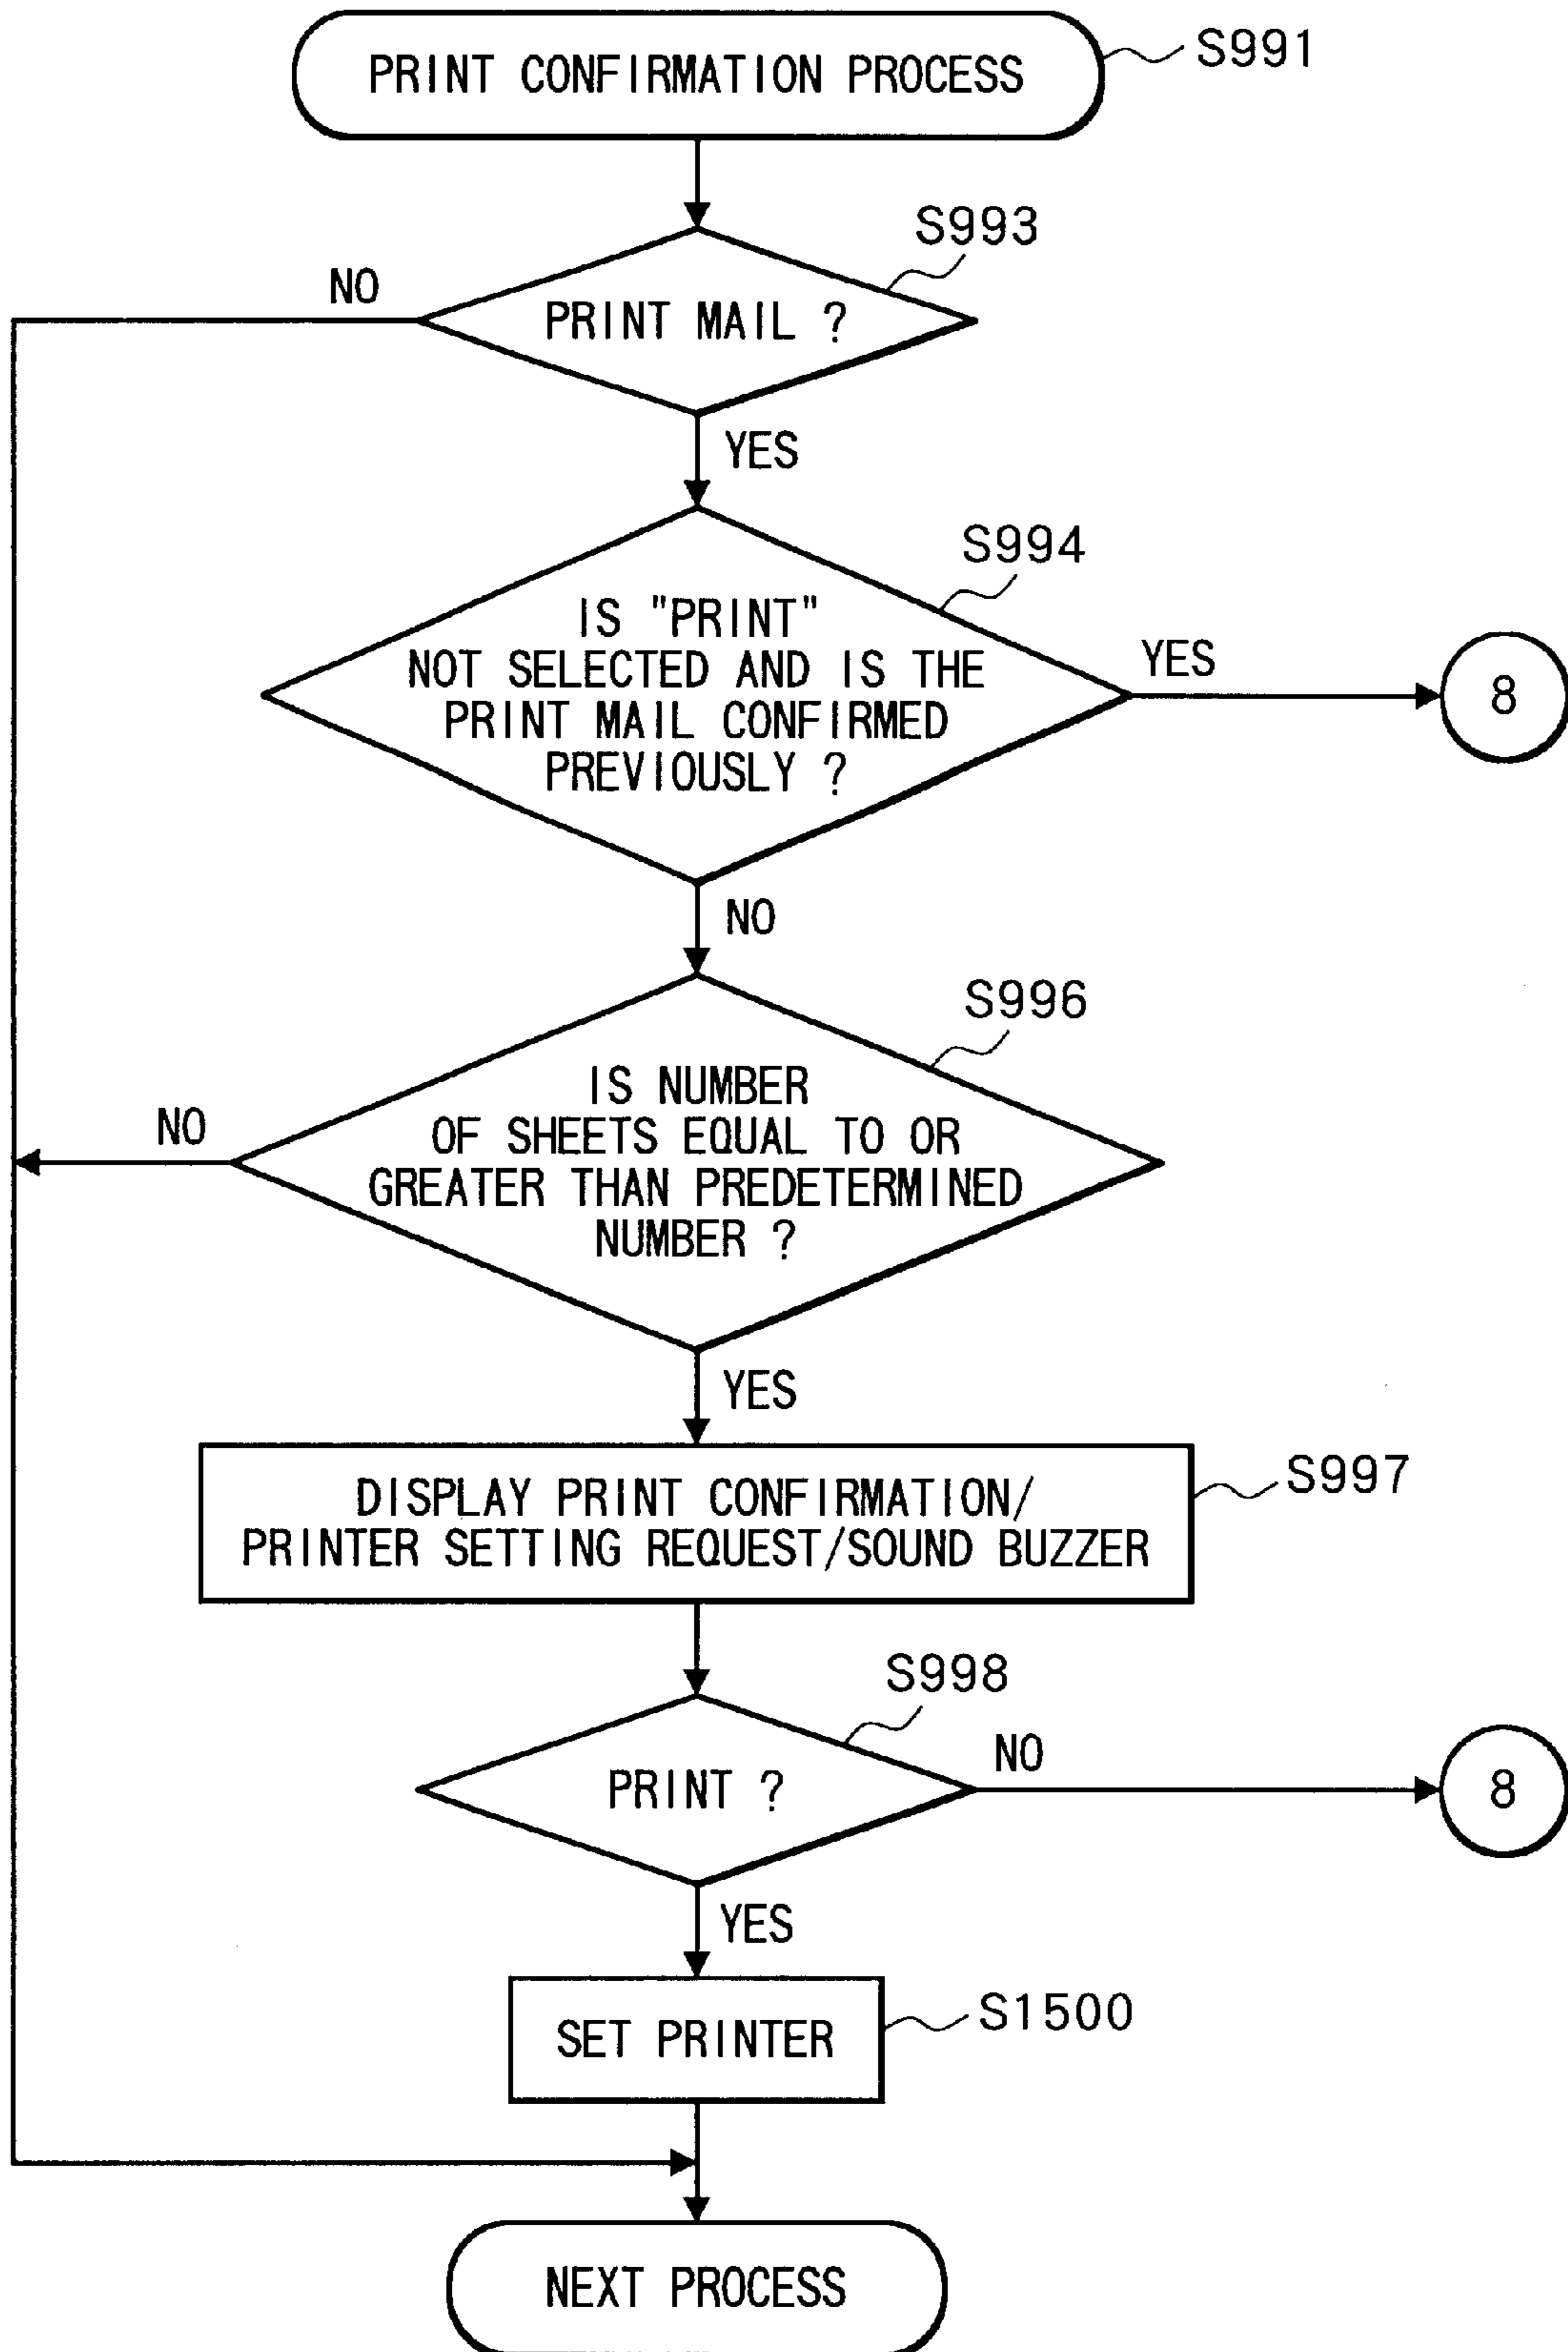 PRINT CONFIRMATION PROCESS
S991
S993
NO
PRINT MAIL ?
YES
S994
IS "PRINT"
NOT SELECTED AND IS THE
PRINT MAIL CONFIRMED
PREVIOUSLY ?
YES
8
NO
S996
IS NUMBER
OF SHEETS EQUAL TO OR
GREATER THAN PREDETERMINED
NUMBER ?
NO
YES
DISPLAY PRINT CONFIRMATION/
PRINTER SETTING REQUEST/SOUND BUZZER
S997
S998
PRINT ?
NO
8
YES
SET PRINTER
S1500
NEXT PROCESS